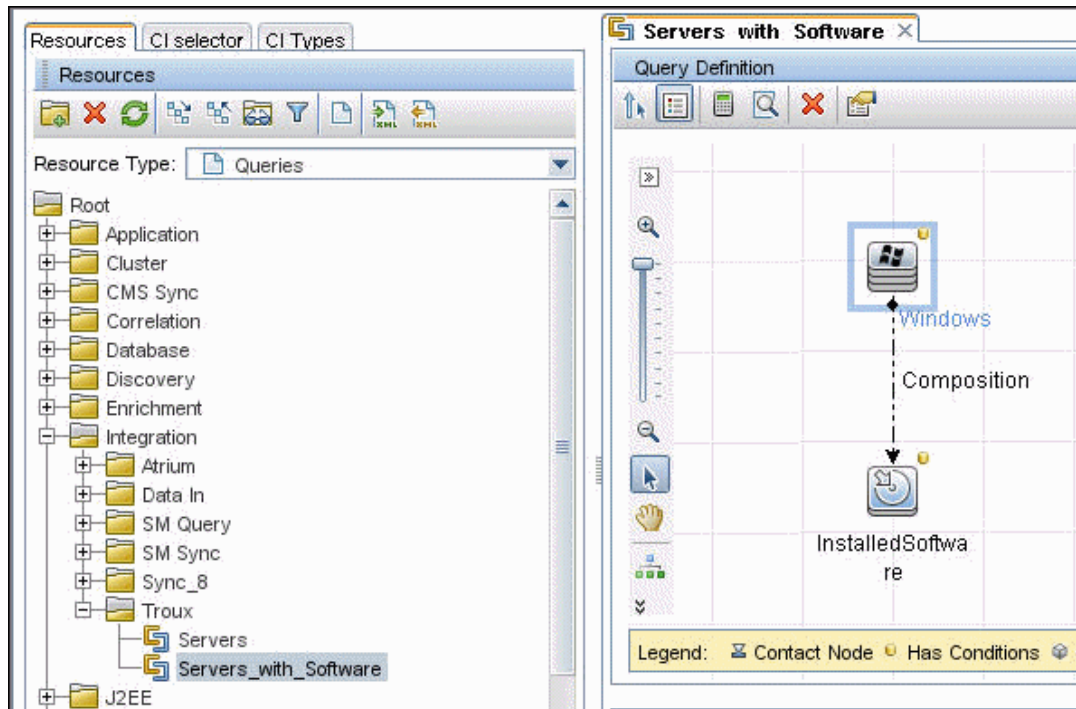 Resources
CI selector
CI Types
Resources
XML
XML
Resource Type:
Queries
Root
Application
Cluster
CMS Sync
Correlation
Database
Discovery
Enrichment
Integration
Atrium
Data In
SM Query
SM Sync
Sync_8
Troux
Servers
Servers_with_Software
J2EE
Servers with Software
Query Definition
Windows
Composition
InstalledSoftwa
re
Legend: Contact Node Has Conditions